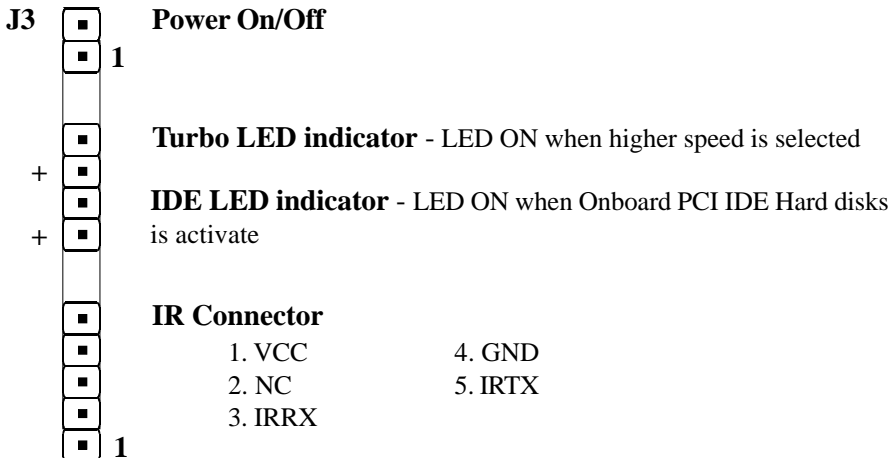 J3 Power On/Off
1
Turbo LED indicator - LED ON when higher speed is selected
+
IDE LED indicator - LED ON when Onboard PCI IDE Hard disks
+ is activate
IR Connector
1. VCC 4. GND
2. NC 5. IRTX
3. IRRX
1